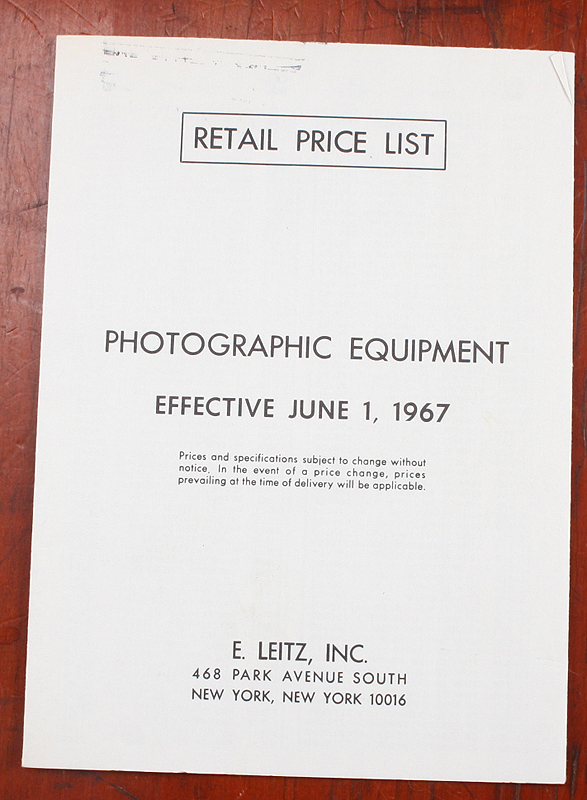 RETAIL PRICE LIST
PHOTOGRAPHIC EQUIPMENT
EFFECTIVE JUNE 1, 1967
Prices and specifications subject to change without
notice. In the event of a price change, prices
prevailing at the time of delivery will be applicable.
E. LEITZ, INC.
468 PARK AVENUE SOUTH
NEW YORK, NEW YORK 10016